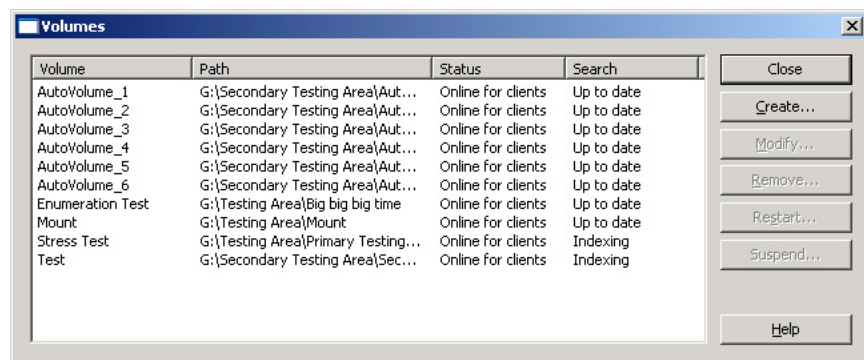 Volumes
Volume Path Status Search
AutoVolume_1 G:\Secondary Testing Area\Aut... Online for clients Up to date
AutoVolume_2 G:\Secondary Testing Area\Aut... Online for clients Up to date
AutoVolume_3 G:\Secondary Testing Area\Aut... Online for clients Up to date
AutoVolume_4 G:\Secondary Testing Area\Aut... Online for clients Up to date
AutoVolume_5 G:\Secondary Testing Area\Aut... Online for clients Up to date
AutoVolume_6 G:\Secondary Testing Area\Aut... Online for clients Up to date
Enumeration Test G:\Testing Area\Big big big time Online for clients Up to date
Mount G:\Testing Area\Mount Online for clients Up to date
Stress Test G:\Testing Area\Primary Testing... Online for clients Indexing
Test G:\Secondary Testing Area\Sec... Online for clients Indexing
Close
Create...
Modify...
Remove...
Restart...
Suspend...
Help